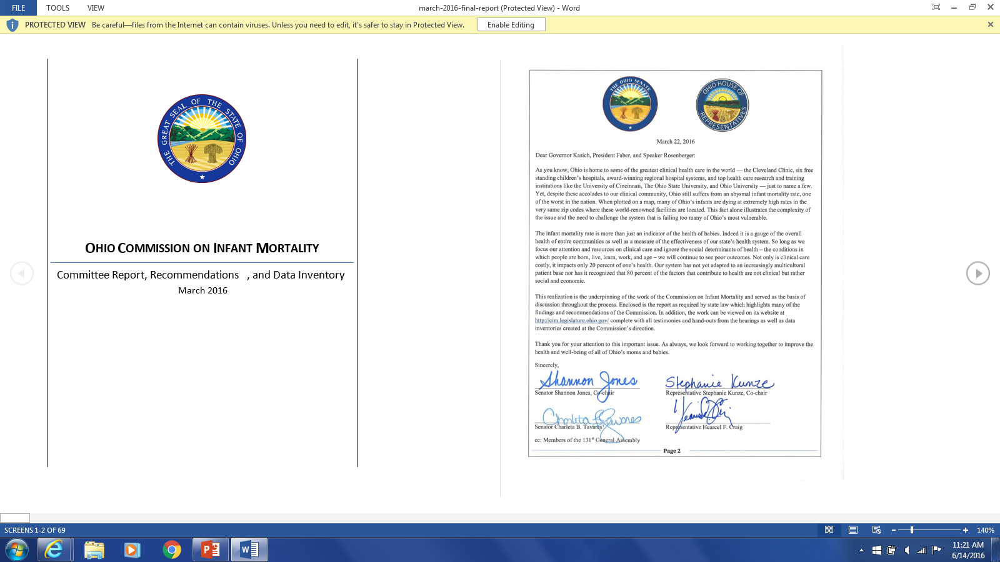 FILE TOOLS VIEW march-2016-final-report (Protected View) - Word
PROTECTED VIEW Be careful—files from the Internet can contain viruses. Unless you need to edit, it's safer to stay in Protected View. Enable Editing
THE GREAT SEAL OF THE STATE OF OHIO
OHIO COMMISSION ON INFANT MORTALITY
Committee Report, Recommendations , and Data Inventory
March 2016
THE OHIO SENATE
OHIO HOUSE OF REPRESENTATIVES
March 22, 2016
Dear Governor Kasich, President Faber, and Speaker Rosenberger:
As you know, Ohio is home to some of the greatest clinical health care in the world — the Cleveland Clinic, six free
standing children's hospitals, award-winning regional hospital systems, and top health care research and training
institutions like the University of Cincinnati, The Ohio State University, and Ohio University — just to name a few.
Yet, despite these accolades to our clinical community, Ohio still suffers from an abysmal infant mortality rate, one
of the worst in the nation. When plotted on a map, many of Ohio's infants are dying at extremely high rates in the
very same zip codes where these world-renowned facilities are located. This fact alone illustrates the complexity of
the issue and the need to challenge the system that is failing too many of Ohio's most vulnerable.
The infant mortality rate is more than just an indicator of the health of babies. Indeed it is a gauge of the overall
health of entire communities as well as a measure of the effectiveness of our state's health system. So long as we
focus our attention and resources on clinical care and ignore the social determinants of health – the conditions in
which people are born, live, learn, work, and age – we will continue to see poor outcomes. Not only is clinical care
costly, it impacts only 20 percent of one's health. Our system has not yet adapted to an increasingly multicultural
patient base nor has it recognized that 80 percent of the factors that contribute to health are not clinical but rather
social and economic.
This realization is the underpinning of the work of the Commission on Infant Mortality and served as the basis of
discussion throughout the process. Enclosed is the report as required by state law which highlights many of the
findings and recommendations of the Commission. In addition, the work can be viewed on its website at
http://cim.legislature.ohio.gov/ complete with all testimonies and hand-outs from the hearings as well as data
inventories created at the Commission's direction.
Thank you for your attention to this important issue. As always, we look forward to working together to improve the
health and well-being of all of Ohio's moms and babies.
Sincerely,
Shannon Jones Stephanie Kunze
Senator Shannon Jones, Co-chair Representative Stephanie Kunze, Co-chair
Charleta B. Tavares
Senator Charleta B. Tavares Representative Hearcel F. Craig
cc: Members of the 131st General Assembly
Page 2
SCREENS 1-2 OF 69 140%
11:21 AM
6/14/2016